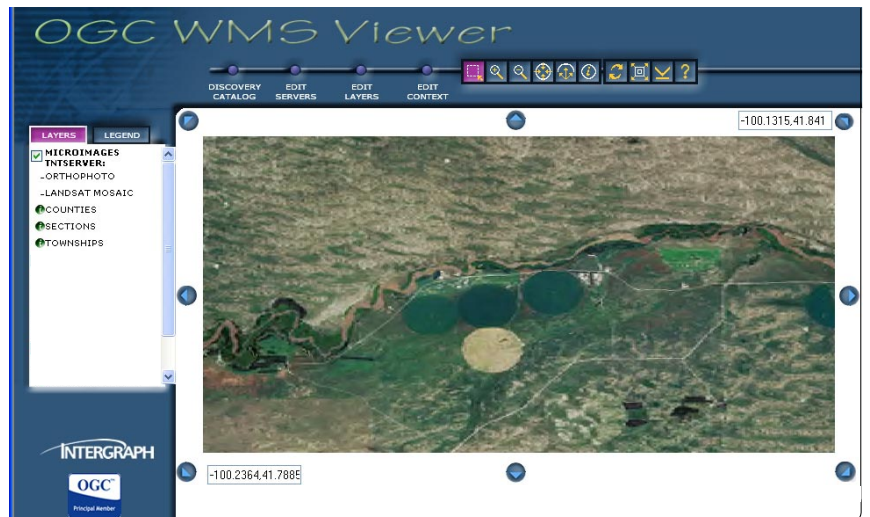 OGC WMS Viewer
DISCOVERY CATALOG
EDIT SERVERS
EDIT LAYERS
EDIT CONTEXT
?
LAYERS LEGEND
-100.1315,41.841
MICROIMAGES
TNTSERVER:
-ORTHOPHOTO
-LANDSAT MOSAIC
COUNTIES
SECTIONS
TOWNSHIPS
-100.2364,41.7885
INTERGRAPH
OGC
Principal Member